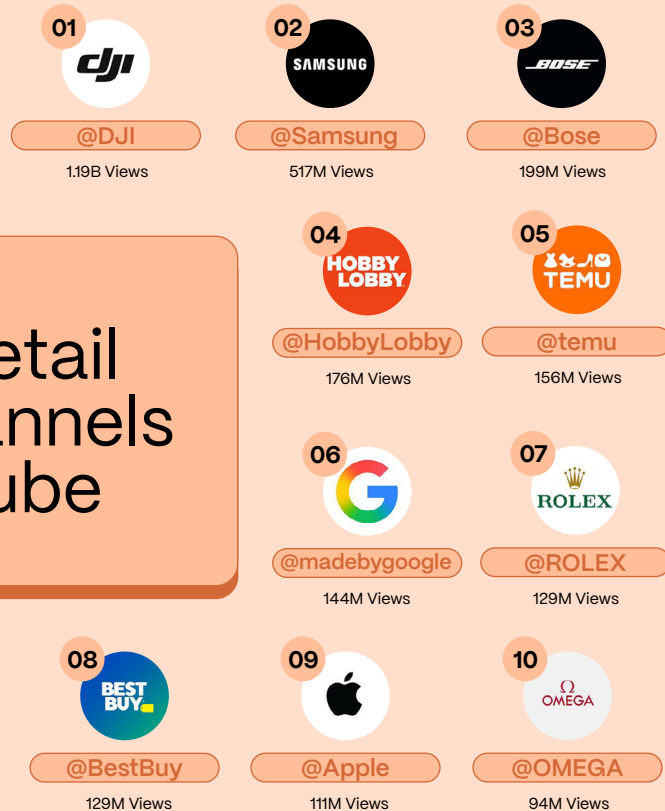 01
dji
@DJI
1.19B Views
02
SAMSUNG
@Samsung
517M Views
03
BOSE
@Bose
199M Views
etail
annels
ube
04
HOBBY
LOBBY
@HobbyLobby
176M Views
05
TEMU
@temu
156M Views
06
G
@madebygoogle
144M Views
07
ROLEX
@ROLEX
129M Views
08
BEST
BUY
@BestBuy
129M Views
09
@Apple
111M Views
10
Ω
OMEGA
@OMEGA
94M Views